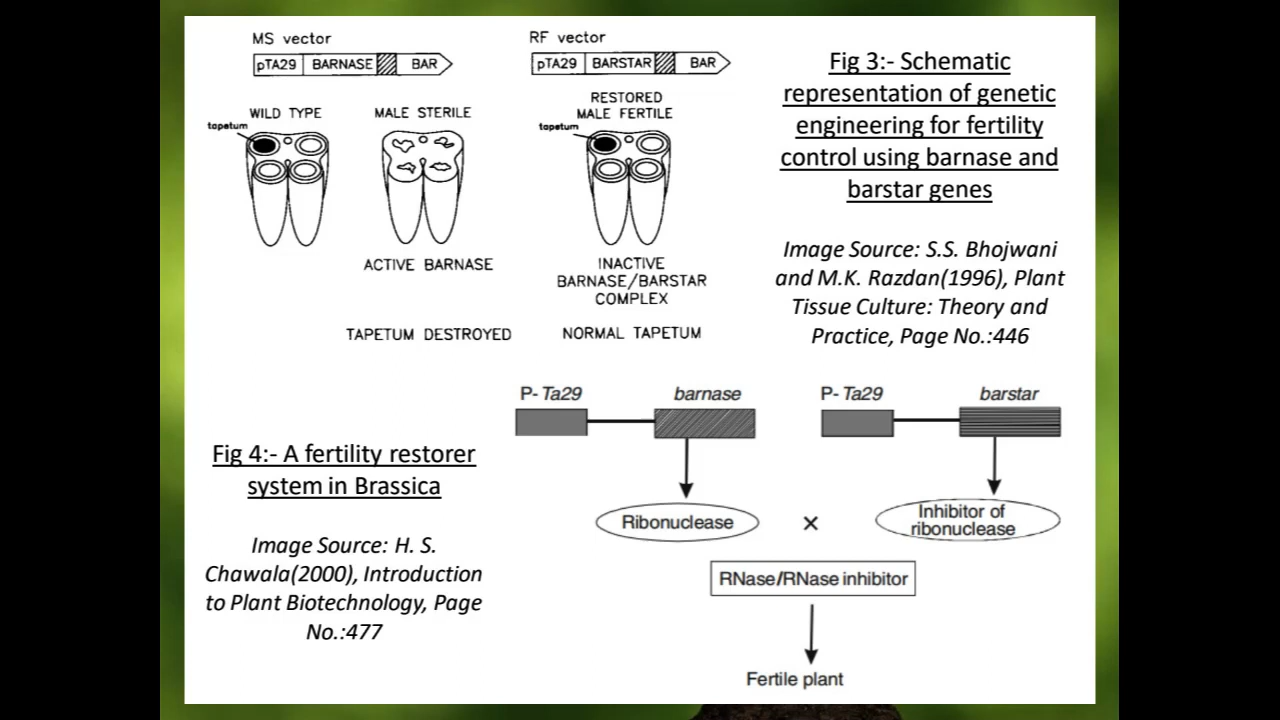 MS vector
pTA29 BARNASE BAR
RF vector
pTA29 BARSTAR BAR
WILD TYPE
tapetum
MALE STERILE
RESTORED
MALE FERTILE
tapetum
ACTIVE BARNASE
INACTIVE
BARNASE/BARSTAR
COMPLEX
TAPETUM DESTROYED
NORMAL TAPETUM
Fig 3:- Schematic
representation of genetic
engineering for fertility
control using barnase and
barstar genes
Image Source: S.S. Bhojwani
and M.K. Razdan(1996), Plant
Tissue Culture: Theory and
Practice, Page No.:446
Fig 4:- A fertility restorer
system in Brassica
Image Source: H. S.
Chawala(2000), Introduction
to Plant Biotechnology, Page
No.:477
P- Ta29 barnase
P- Ta29 barstar
Ribonuclease
×
Inhibitor of
ribonuclease
RNase/RNase inhibitor
Fertile plant